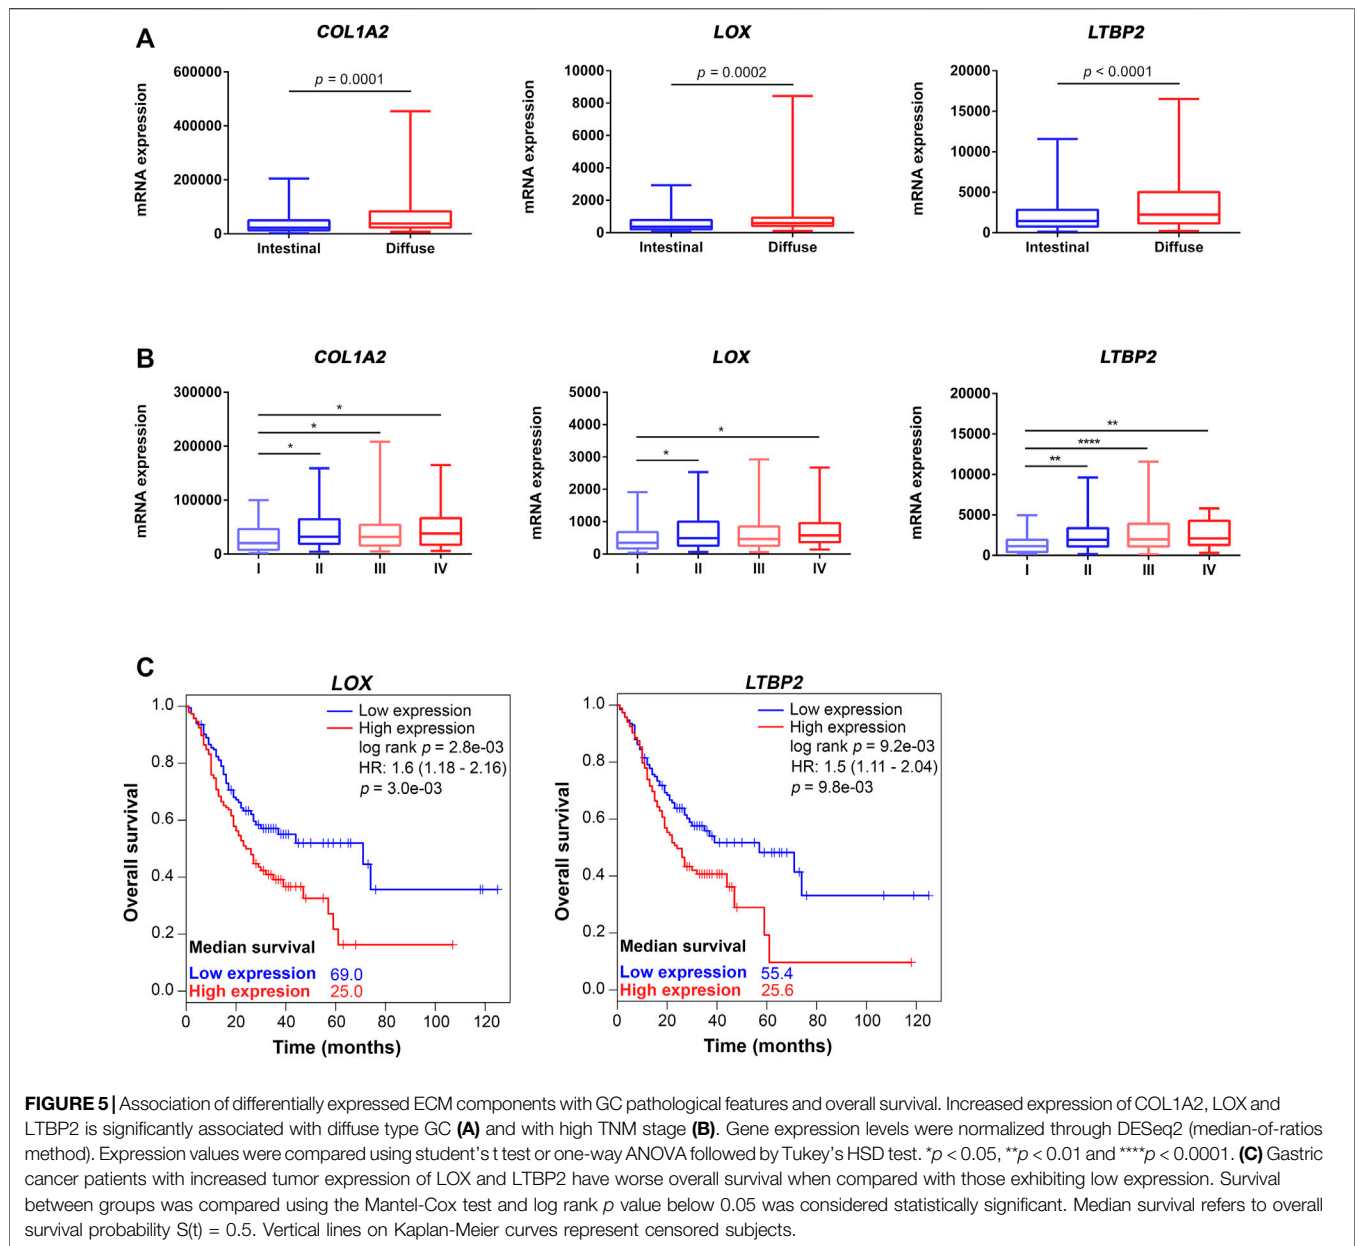 A
COL1A2
LOX
LTBP2
mRNA expression
600000
400000
200000
0
p = 0.0001
Intestinal
Diffuse
mRNA expression
10000
8000
6000
4000
2000
0
p = 0.0002
Intestinal
Diffuse
mRNA expression
20000
15000
10000
5000
0
p < 0.0001
Intestinal
Diffuse
B
COL1A2
LOX
LTBP2
mRNA expression
300000
200000
100000
0
*
*
*
I II III IV
mRNA expression
5000
4000
3000
2000
1000
0
*
*
I II III IV
mRNA expression
20000
15000
10000
5000
0
**
****
**
I II III IV
C
LOX
Overall survival
1.0
0.8
0.6
0.4
0.2
0.0
Low expression
High expression
log rank p = 2.8e-03
HR: 1.6 (1.18 - 2.16)
p = 3.0e-03
Median survival
Low expression 69.0
High expresion 25.0
0 20 40 60 80 100 120
Time (months)
LTBP2
Overall survival
1.0
0.8
0.6
0.4
0.2
0.0
Low expression
High expression
log rank p = 9.2e-03
HR: 1.5 (1.11 - 2.04)
p = 9.8e-03
Median survival
Low expression 55.4
High expresion 25.6
0 20 40 60 80 100 120
Time (months)
FIGURE 5 | Association of differentially expressed ECM components with GC pathological features and overall survival. Increased expression of COL1A2, LOX and
LTBP2 is significantly associated with diffuse type GC (A) and with high TNM stage (B). Gene expression levels were normalized through DESeq2 (median-of-ratios
method). Expression values were compared using student's t test or one-way ANOVA followed by Tukey's HSD test. *p < 0.05, **p < 0.01 and ****p < 0.0001. (C) Gastric
cancer patients with increased tumor expression of LOX and LTBP2 have worse overall survival when compared with those exhibiting low expression. Survival
between groups was compared using the Mantel-Cox test and log rank p value below 0.05 was considered statistically significant. Median survival refers to overall
survival probability S(t) = 0.5. Vertical lines on Kaplan-Meier curves represent censored subjects.